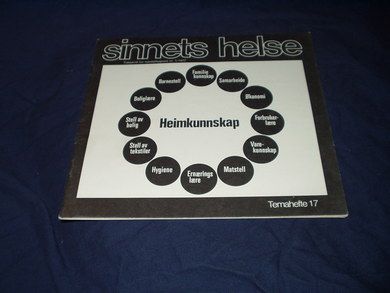 sinnets helse
Familie
kunnskap
Samarbeide
Økonomi
Forbruker-
lære
Vare-
kunnskap
Matstell
Ernærings
lære
Hygiene
Stell av
tekstiler
Stell av
bolig
Boliglære
Barnestell
Heimkunnskap
Temahefte 17